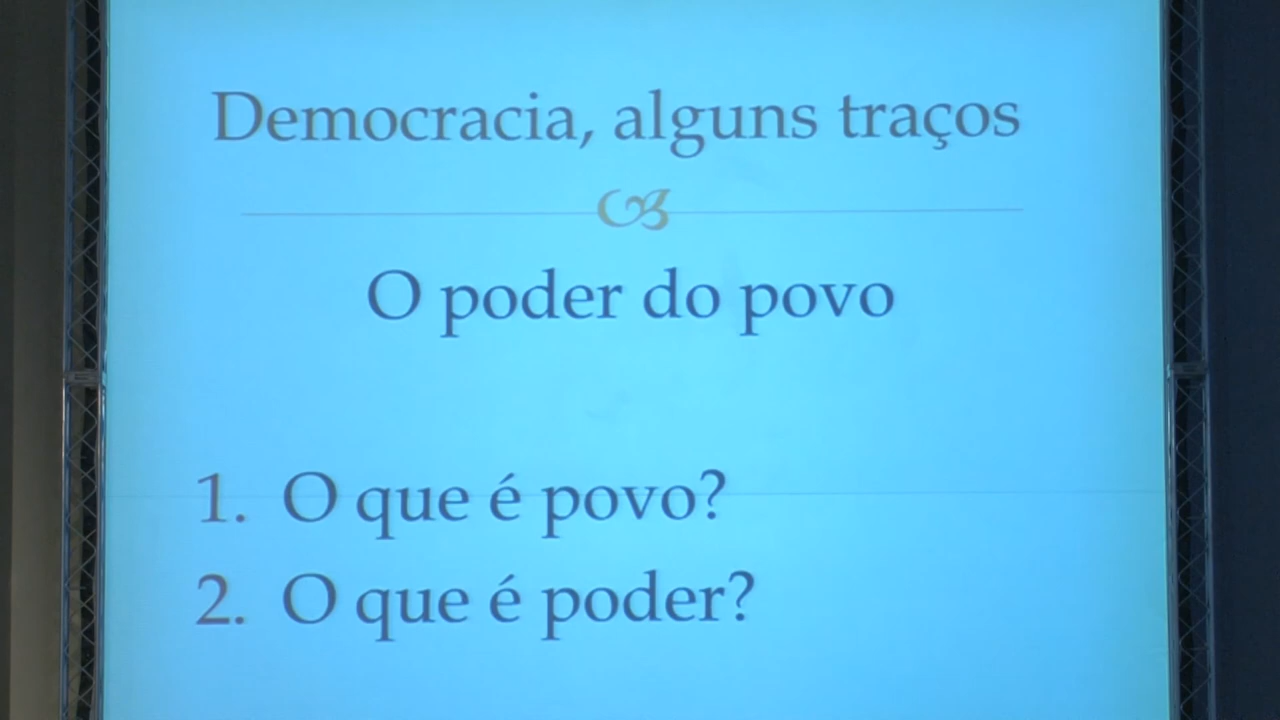 Democracia, alguns traços
O poder do povo
1. O que é povo?
2. O que é poder?